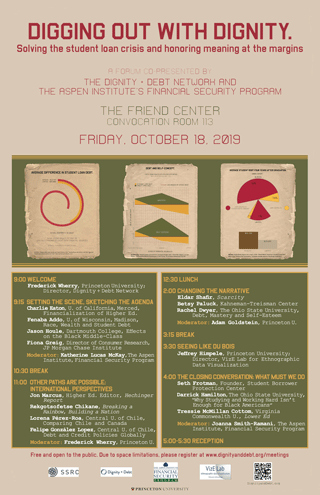 DIGGING OUT WITH DIGNITY.
Solving the student loan crisis and honoring meaning at the margins
A FORUM CO PRESENTED BY:
THE DIGNITY + DEBT NETWORK AND
THE ASPEN INSTITUTE'S FINANCIAL SECURITY PROGRAM
THE FRIEND CENTER
CONVOCATION ROOM 113
FRIDAY, OCTOBER 18, 2019
9:00 WELCOME
Frederick Wherry, Princeton University;
Director, Dignity + Debt Network
9:15 SETTING THE SCENE, SKETCHING THE AGENDA
Charlie Eaton, U. of California, Merced,
Financialization of Higher Ed.
Fenaba Addo, U. of Wisconsin, Madison,
Race, Wealth and Student Debt
Jason Houle, Dartmouth College, Effects
on the Black Middle-Class
Fiona Greig, Director of Consumer Research,
JP Morgan Chase Institute
Moderator: Katherine Lucas McKay, The Aspen
Institute, Financial Security Program
10:30 BREAK
11:00 OTHER PATHS ARE POSSIBLE:
INTERNATIONAL PERSPECTIVES
Jon Marcus, Higher Ed. Editor, Hechinger
Report
Rakgotsofetse Chikane, Breaking a
Rainbow, Building a Nation
Lorena Pérez-Roa, Central U. of Chile,
Comparing Chile and Canada
Felipe González Lopez, Central U. of Chile,
Debt and Credit Policies Globally
Moderator: Frederick Wherry, Princeton U.
12:30 LUNCH
2:00 CHANGING THE NARRATIVE
Eldar Shafir, Scarcity
Betsy Paluck, Kahneman-Treisman Center
Rachel Dwyer, The Ohio State University,
Debt, Mastery and Self-Esteem
Moderator: Adam Goldstein, Princeton U.
3:15 BREAK
3:30 SEEING LIKE DU BOIS
Jeffrey Himpele, Princeton University;
Director, VizE Lab for Ethnographic
Data Visualization
4:00 THE CLOSING CONVERSATION: WHAT MUST WE DO
Seth Frotman, Founder, Student Borrower
Protection Center
Darrick Hamilton, The Ohio State University,
"Why Studying and Working Hard Isn't
Enough for Black Americans"
Tressie McMillan Cottom, Virginia
Commonwealth U., Lower Ed
Moderator: Joanna Smith-Ramani, The Aspen
Institute, Financial Security Program
5:00-5:30 RECEPTION
Free and open to the public. Due to space limitations, please register at www.dignityanddebt.org/meetings
SSRC
Dignity + Debt
FINANCIAL
SECURITY
VizE Lab
PRINCETON UNIVERSITY